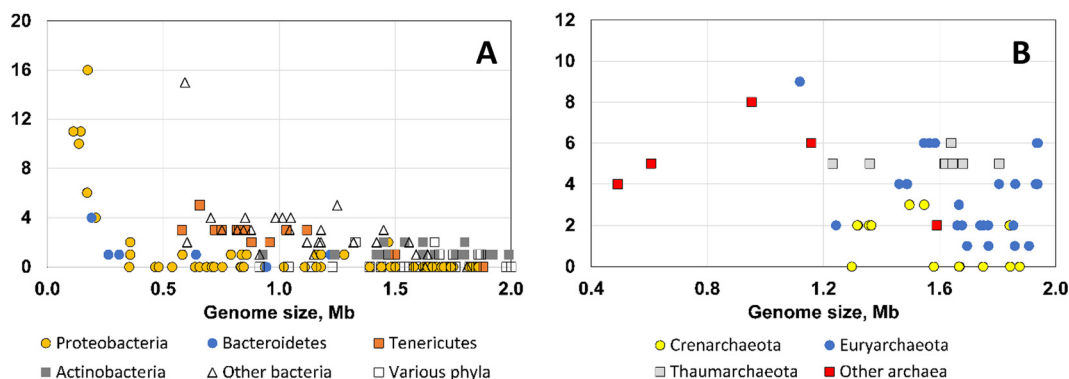 A
20
16
12
8
4
0
0.0 0.5 1.0 1.5 2.0
Genome size, Mb
Proteobacteria Bacteroidetes Tenericutes
Actinobacteria Other bacteria Various phyla
B
12
10
8
6
4
2
0
0.4 0.8 1.2 1.6 2.0
Genome size, Mb
Crenarchaeota Euryarchaeota
Thaumarchaeota Other archaea